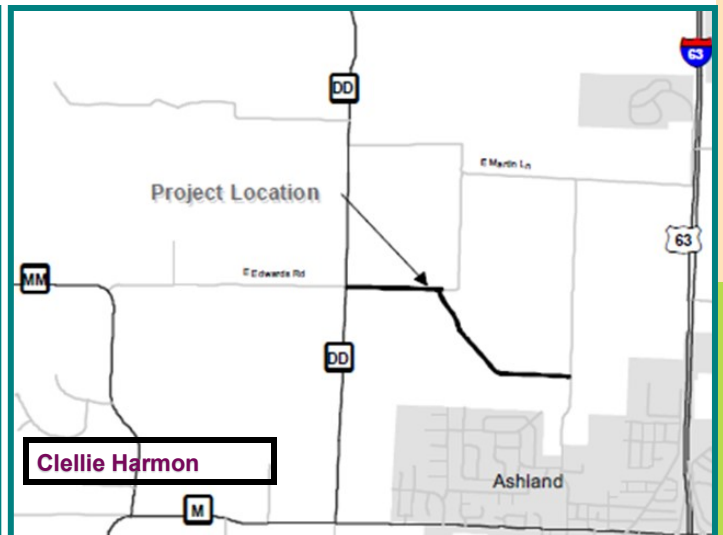 63
DD
E Martin Ln
Project Location
63
MM
E Edwards Rd
DD
Clellie Harmon
Ashland
M